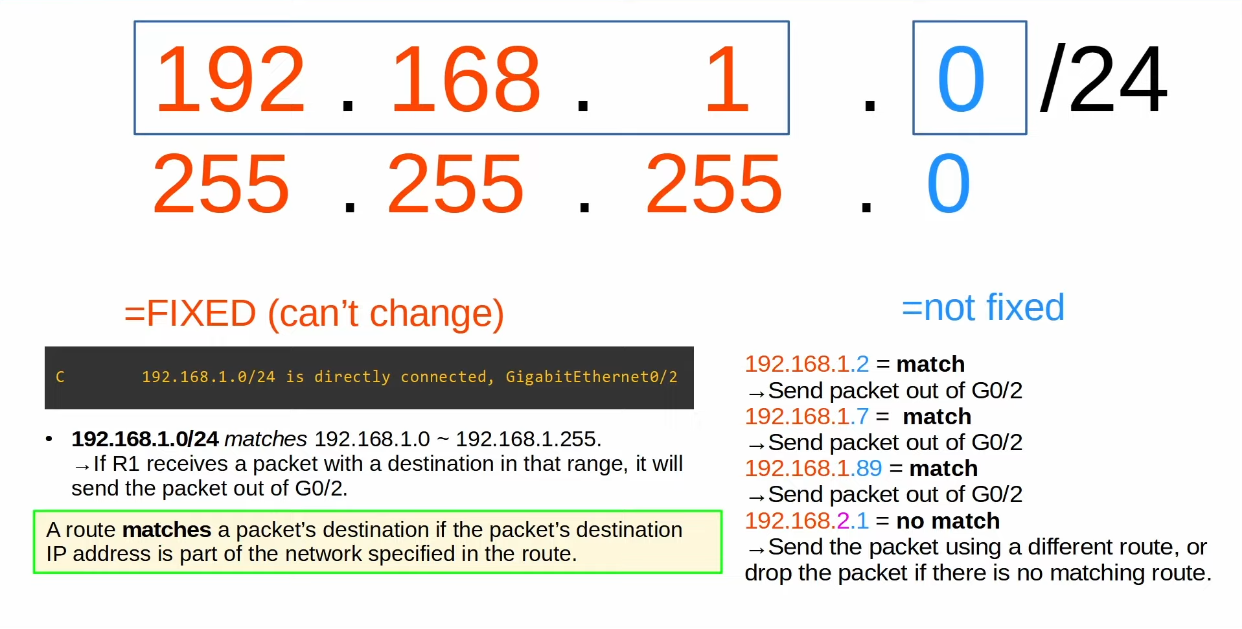 192 . 168 . 1 . 0 /24
255 . 255 . 255 . 0
=FIXED (can’t change)
=not fixed
C 192.168.1.0/24 is directly connected, GigabitEthernet0/2
• 192.168.1.0/24 matches 192.168.1.0 ~ 192.168.1.255.
→If R1 receives a packet with a destination in that range, it will
send the packet out of G0/2.
A route matches a packet’s destination if the packet’s destination
IP address is part of the network specified in the route.
192.168.1.2 = match
→Send packet out of G0/2
192.168.1.7 = match
→Send packet out of G0/2
192.168.1.89 = match
→Send packet out of G0/2
192.168.2.1 = no match
→Send the packet using a different route, or
drop the packet if there is no matching route.